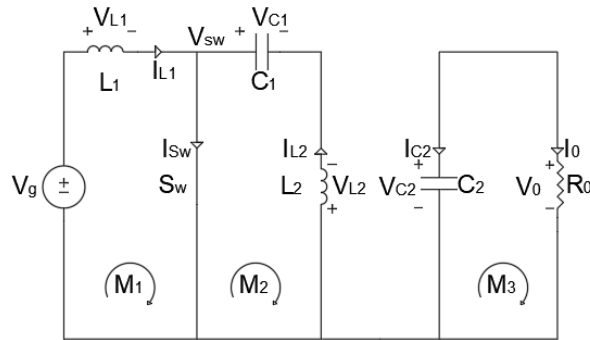 + VL1 −
IL1
L1
Vsw
+ VC1 −
C1
ISw
Sw
IL2
−
L2
VL2
+
IC2
+
VC2
−
C2
I0
+
V0
−
R0
Vg
±
M1
M2
M3